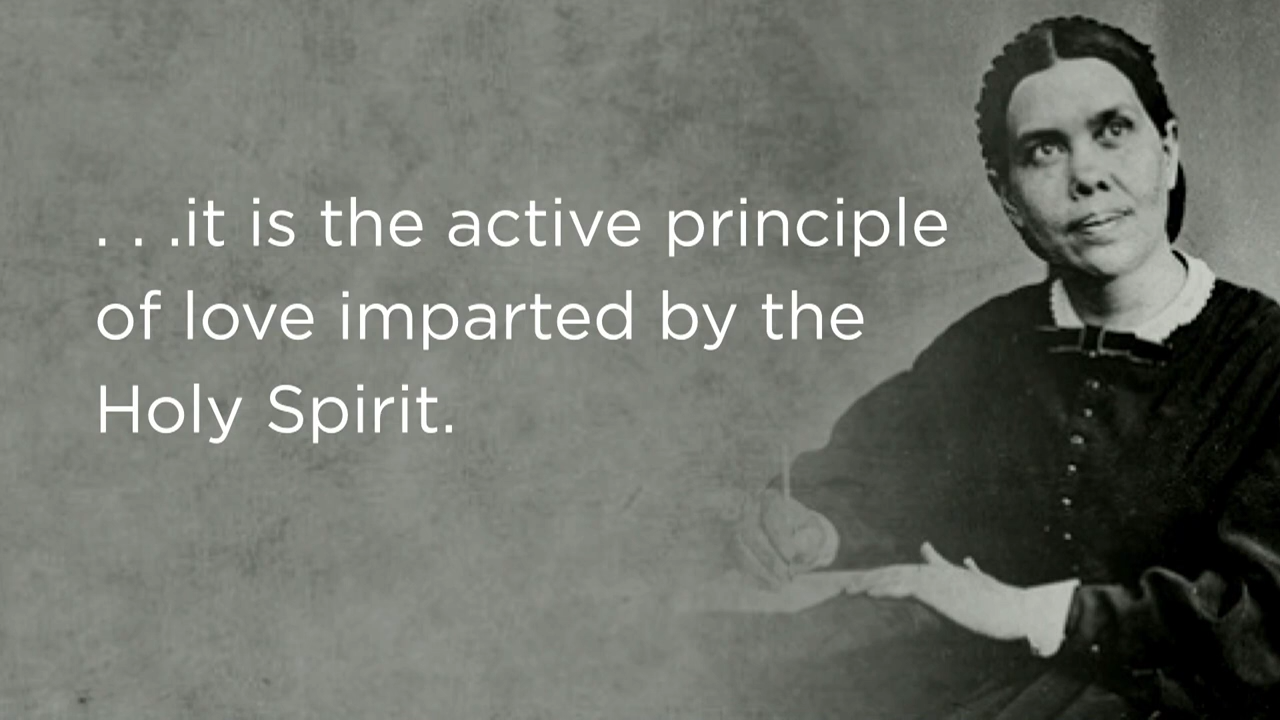 . . .it is the active principle
of love imparted by the
Holy Spirit.